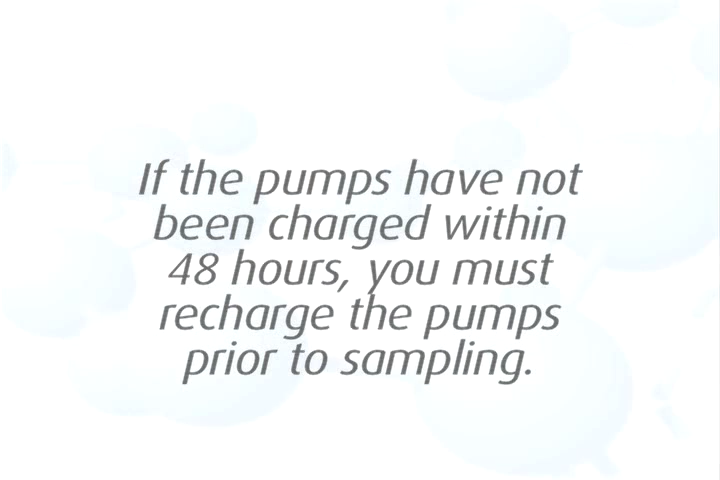 If the pumps have not
been charged within
48 hours, you must
recharge the pumps
prior to sampling.